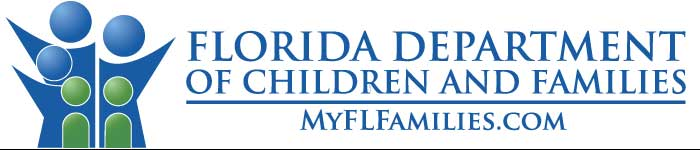 FLORIDA DEPARTMENT
OF CHILDREN AND FAMILIES
MYFLFAMILIES.COM